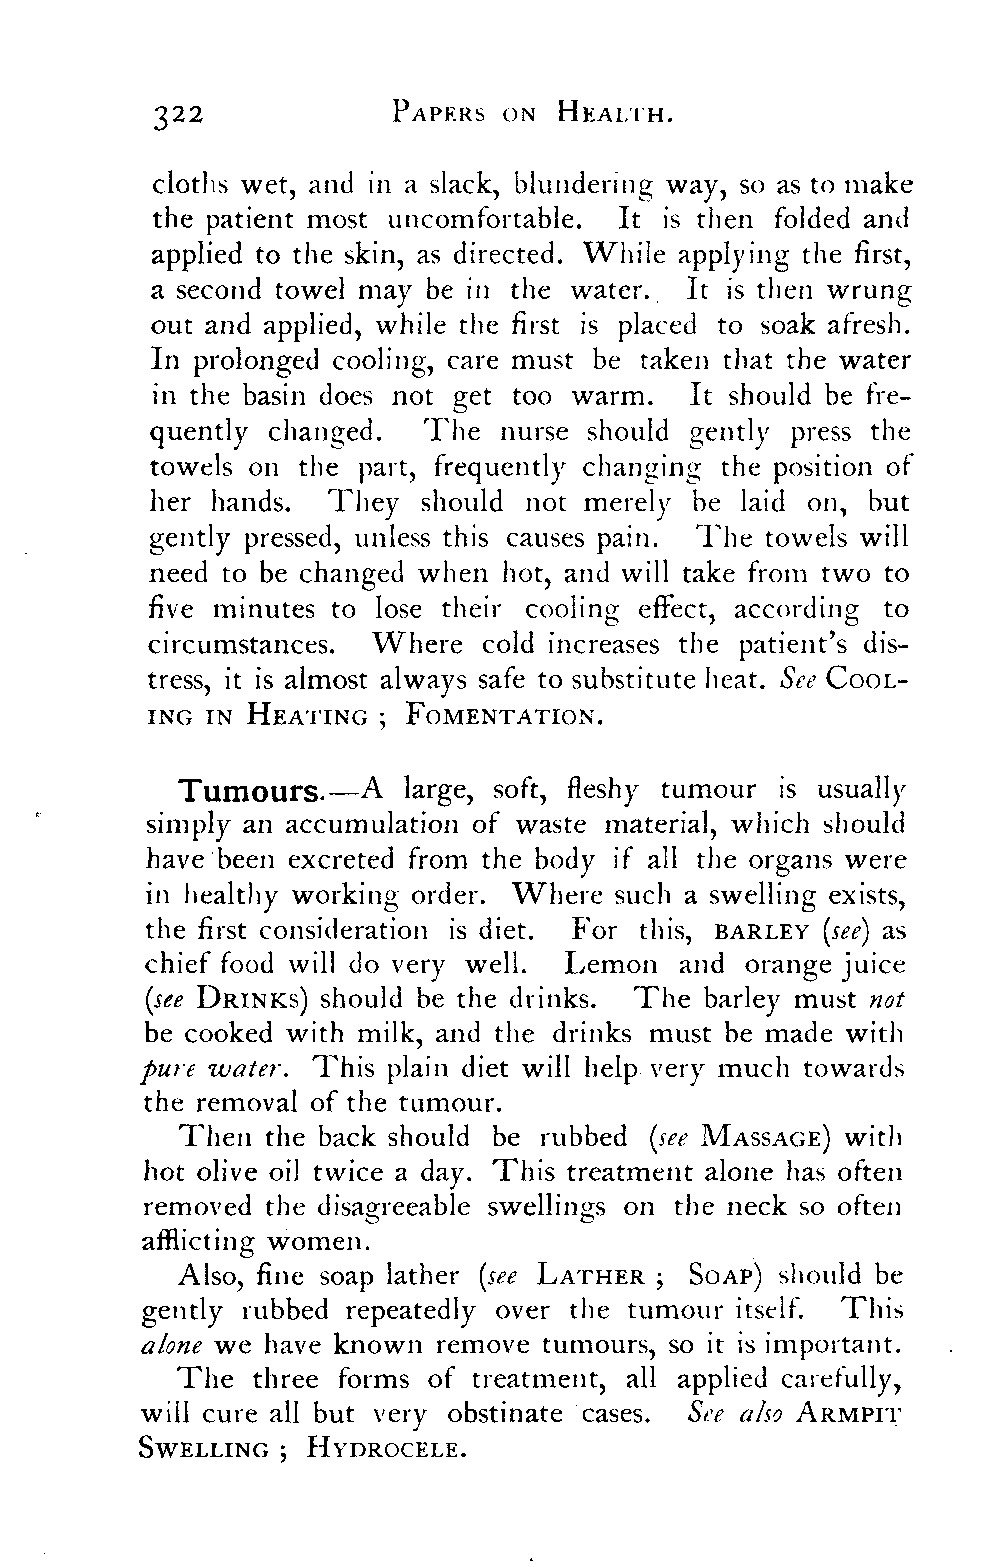 322 PAPERS ON HEALTH.
cloths wet, and in a slack, blundering way, so as to make
the patient most uncomfortable. It is then folded and
applied to the skin, as directed. While applying the first,
a second towel may be in the water. It is then wrung
out and applied, while the first is placed to soak afresh.
In prolonged cooling, care must be taken that the water
in the basin does not get too warm. It should be fre-
quently changed. The nurse should gently press the
towels on the part, frequently changing the position of
her hands. They should not merely be laid on, but
gently pressed, unless this causes pain. The towels will
need to be changed when hot, and will take from two to
five minutes to lose their cooling effect, according to
circumstances. Where cold increases the patient's dis-
tress, it is almost always safe to substitute heat. See COOL-
ING IN HEATING ; FOMENTATION.
Tumours.—A large, soft, fleshy tumour is usually
simply an accumulation of waste material, which should
have been excreted from the body if all the organs were
in healthy working order. Where such a swelling exists,
the first consideration is diet. For this, BARLEY (see) as
chief food will do very well. Lemon and orange juice
(see DRINKS) should be the drinks. The barley must not
be cooked with milk, and the drinks must be made with
pure water. This plain diet will help very much towards
the removal of the tumour.
Then the back should be rubbed (see MASSAGE) with
hot olive oil twice a day. This treatment alone has often
removed the disagreeable swellings on the neck so often
afflicting women.
Also, fine soap lather (see LATHER ; SOAP) should be
gently rubbed repeatedly over the tumour itself. This
alone we have known remove tumours, so it is important.
The three forms of treatment, all applied carefully,
will cure all but very obstinate cases. See also ARMPIT
SWELLING ; HYDROCELE.